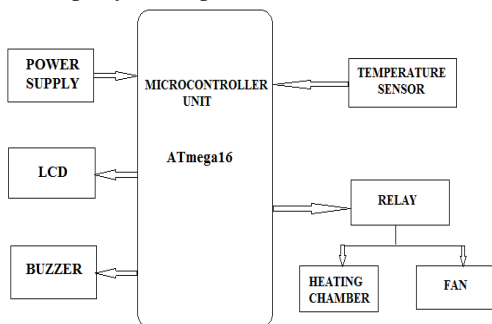 POWER
SUPPLY
MICROCONTROLLER
UNIT
ATmega16
TEMPERATURE
SENSOR
LCD
RELAY
BUZZER
HEATING
CHAMBER
FAN